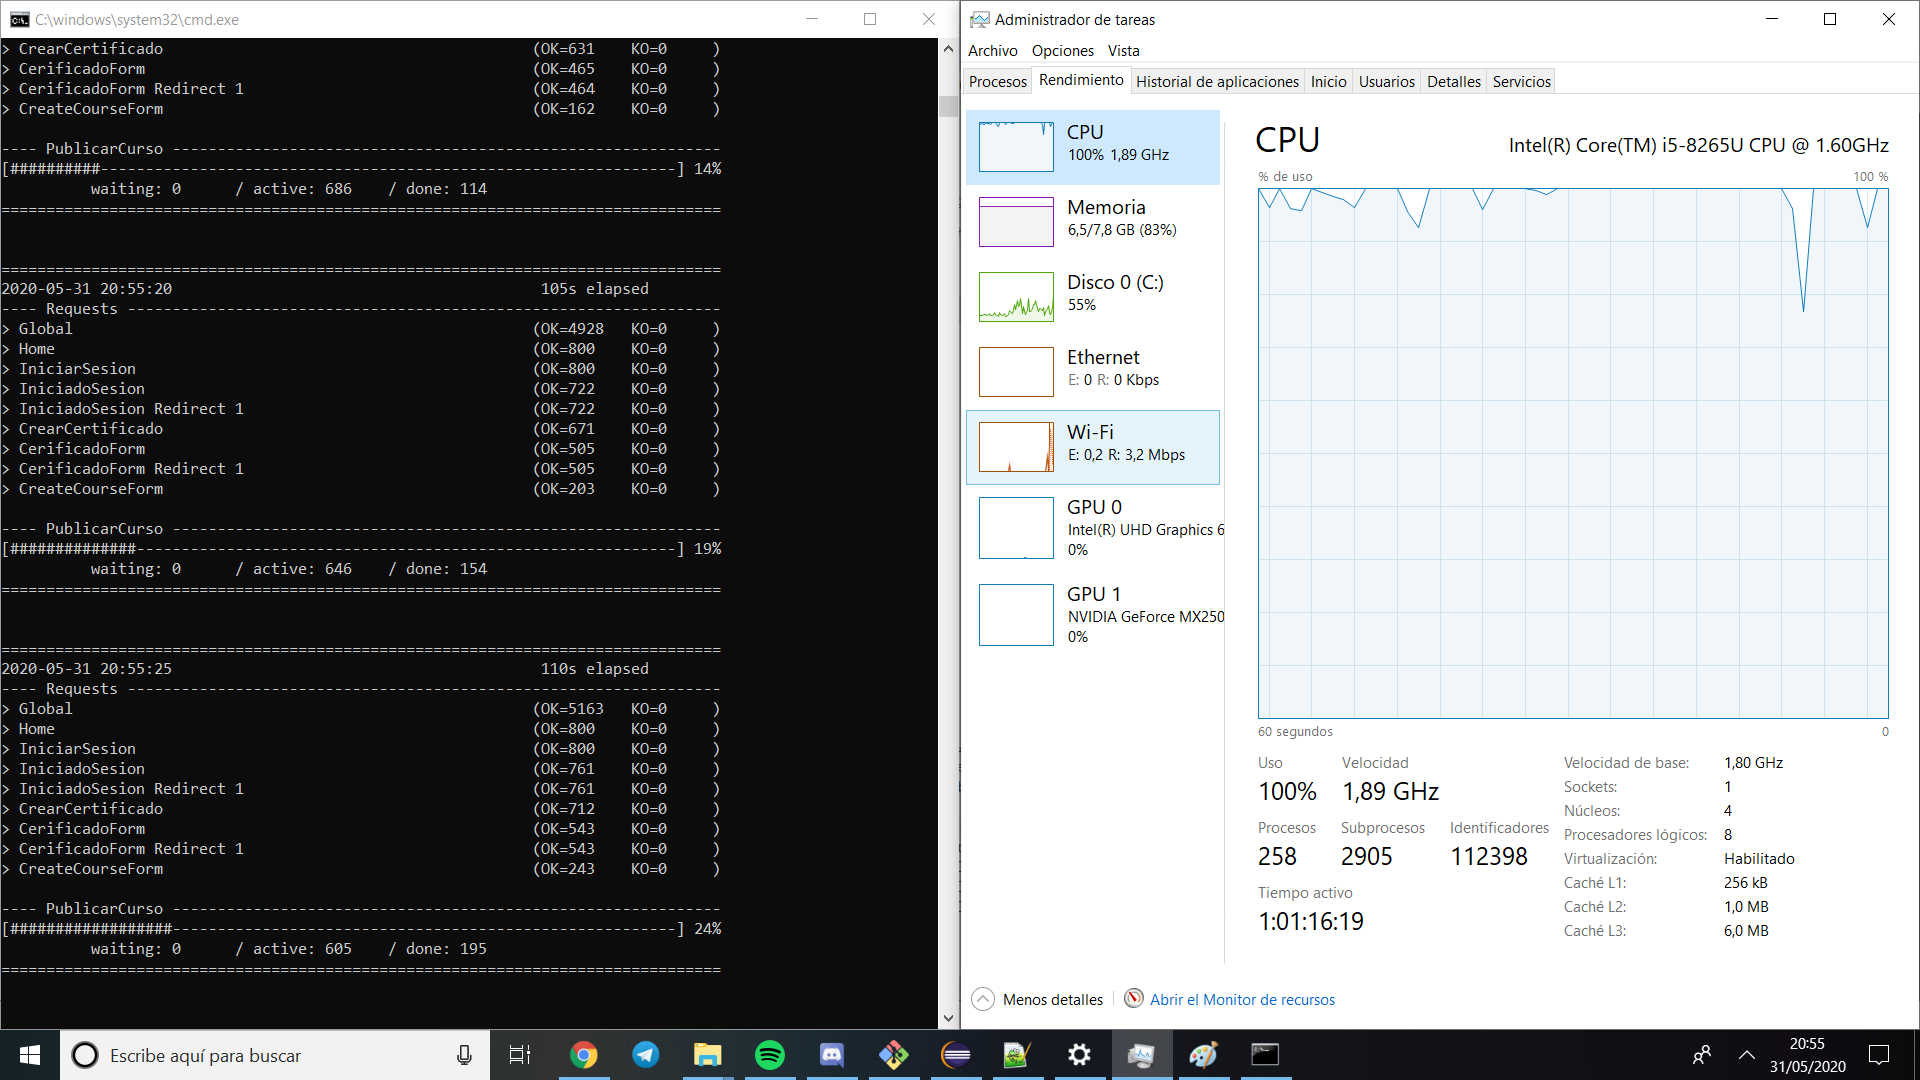 C:\windows\system32\cmd.exe
> CrearCertificado (OK=631 KO=0 )
> CerificadoForm (OK=465 KO=0 )
> CerificadoForm Redirect 1 (OK=464 KO=0 )
> CreateCourseForm (OK=162 KO=0 )
---- PublicarCurso -------------------------------------------------------------
[##########----------------------------------------------------------------] 14%
waiting: 0 / active: 686 / done: 114
================================================================================
================================================================================
2020-05-31 20:55:20 105s elapsed
---- Requests ------------------------------------------------------------------
> Global (OK=4928 KO=0 )
> Home (OK=800 KO=0 )
> IniciarSesion (OK=800 KO=0 )
> IniciadoSesion (OK=722 KO=0 )
> IniciadoSesion Redirect 1 (OK=722 KO=0 )
> CrearCertificado (OK=671 KO=0 )
> CerificadoForm (OK=505 KO=0 )
> CerificadoForm Redirect 1 (OK=505 KO=0 )
> CreateCourseForm (OK=203 KO=0 )
---- PublicarCurso -------------------------------------------------------------
[##############------------------------------------------------------------] 19%
waiting: 0 / active: 646 / done: 154
================================================================================
================================================================================
2020-05-31 20:55:25 110s elapsed
---- Requests ------------------------------------------------------------------
> Global (OK=5163 KO=0 )
> Home (OK=800 KO=0 )
> IniciarSesion (OK=800 KO=0 )
> IniciadoSesion (OK=761 KO=0 )
> IniciadoSesion Redirect 1 (OK=761 KO=0 )
> CrearCertificado (OK=712 KO=0 )
> CerificadoForm (OK=543 KO=0 )
> CerificadoForm Redirect 1 (OK=543 KO=0 )
> CreateCourseForm (OK=243 KO=0 )
---- PublicarCurso -------------------------------------------------------------
[##################--------------------------------------------------------] 24%
waiting: 0 / active: 605 / done: 195
================================================================================
Administrador de tareas
Archivo Opciones Vista
Procesos Rendimiento Historial de aplicaciones Inicio Usuarios Detalles Servicios
CPU
100% 1,89 GHz
Memoria
6,5/7,8 GB (83%)
Disco 0 (C:)
55%
Ethernet
E: 0 R: 0 Kbps
Wi-Fi
E: 0,2 R: 3,2 Mbps
GPU 0
Intel(R) UHD Graphics 6
0%
GPU 1
NVIDIA GeForce MX250
0%
CPU Intel(R) Core(TM) i5-8265U CPU @ 1.60GHz
% de uso 100 %
60 segundos 0
Uso Velocidad
100% 1,89 GHz
Procesos Subprocesos Identificadores
258 2905 112398
Tiempo activo
1:01:16:19
Velocidad de base: 1,80 GHz
Sockets: 1
Núcleos: 4
Procesadores lógicos: 8
Virtualización: Habilitado
Caché L1: 256 kB
Caché L2: 1,0 MB
Caché L3: 6,0 MB
Menos detalles Abrir el Monitor de recursos
Escribe aquí para buscar
20:55
31/05/2020